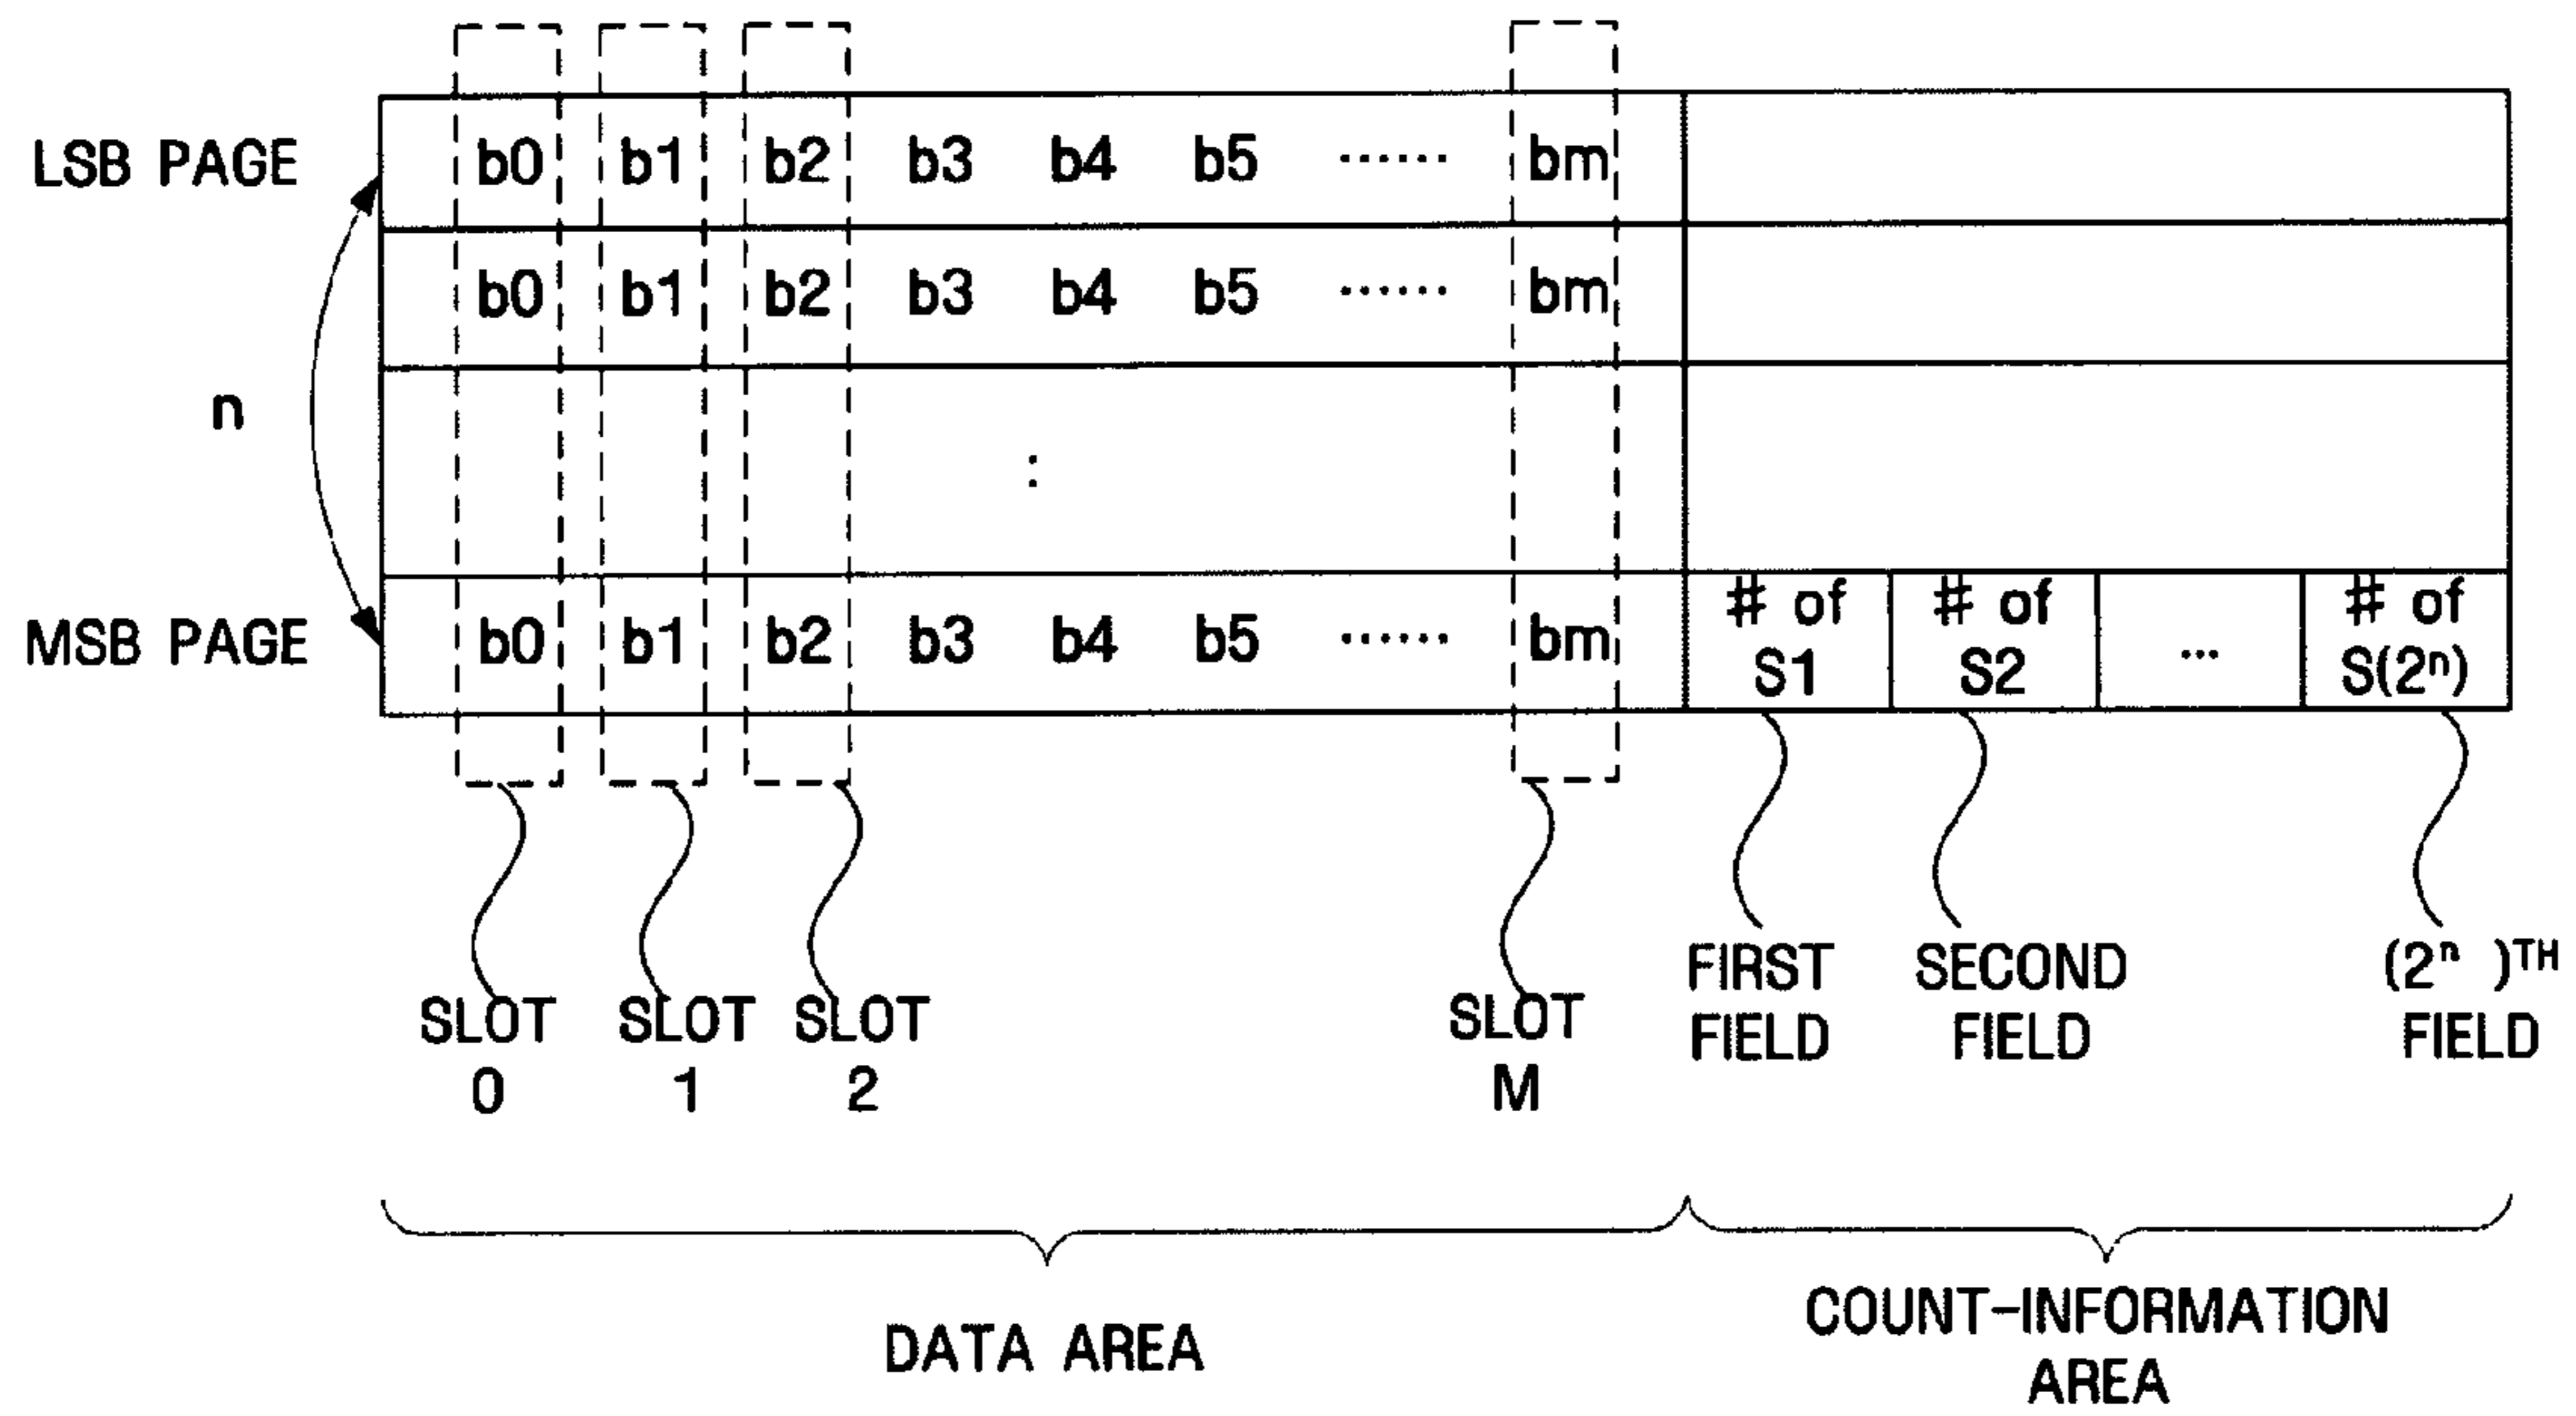 LSB PAGE b0 b1 b2 b3 b4 b5 ...... bm
b0 b1 b2 b3 b4 b5 ...... bm
n
:
MSB PAGE b0 b1 b2 b3 b4 b5 ...... bm
# of S1
# of S2
...
# of S(2ⁿ)
SLOT 0
SLOT 1
SLOT 2
SLOT M
FIRST FIELD
SECOND FIELD
(2ⁿ )ᵀᴴ FIELD
DATA AREA
COUNT-INFORMATION AREA